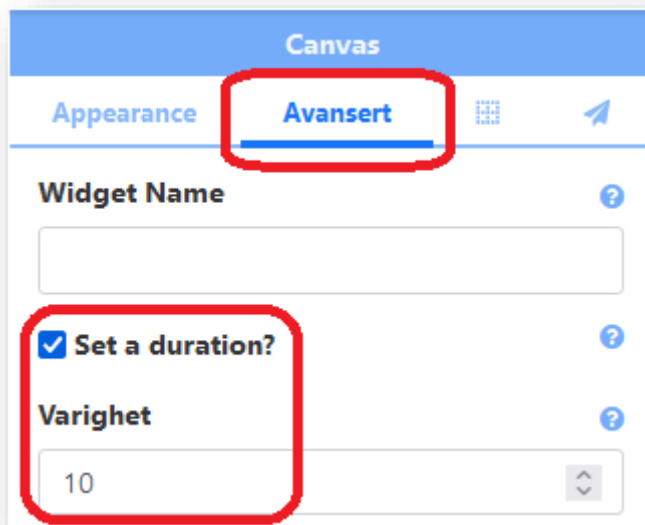 Canvas
Appearance Avansert
Widget Name
Set a duration?
Varighet
10